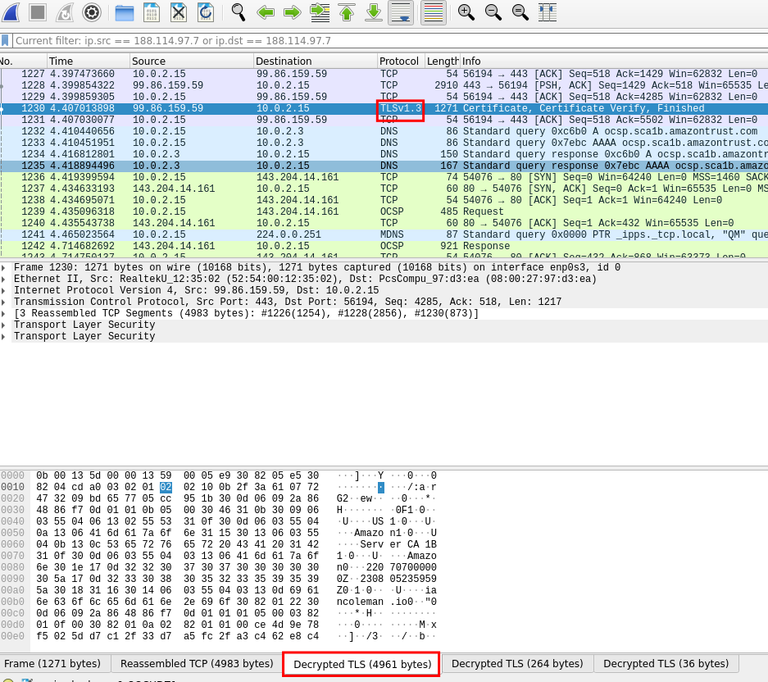 Current filter: ip.src == 188.114.97.7 or ip.dst == 188.114.97.7
No. Time Source Destination Protocol Length Info
1227 4.397473660 10.0.2.15 99.86.159.59 TCP 54 56194 → 443 [ACK] Seq=518 Ack=1429 Win=62832 Len=0
1228 4.399854322 99.86.159.59 10.0.2.15 TCP 2910 443 → 56194 [PSH, ACK] Seq=1429 Ack=518 Win=65535 Le
1229 4.399859305 10.0.2.15 99.86.159.59 TCP 54 56194 → 443 [ACK] Seq=518 Ack=4285 Win=62832 Len=0
1230 4.407013898 99.86.159.59 10.0.2.15 TLSv1.3 1271 Certificate, Certificate Verify, Finished
1231 4.407030077 10.0.2.15 99.86.159.59 TCP 54 56194 → 443 [ACK] Seq=518 Ack=5502 Win=62832 Len=0
1232 4.410440656 10.0.2.15 10.0.2.3 DNS 86 Standard query 0xc6b0 A ocsp.sca1b.amazontrust.com
1233 4.410451951 10.0.2.15 10.0.2.3 DNS 86 Standard query 0x7ebc AAAA ocsp.sca1b.amazontrust.c
1234 4.416812801 10.0.2.3 10.0.2.15 DNS 150 Standard query response 0xc6b0 A ocsp.sca1b.amazontr
1235 4.418894496 10.0.2.3 10.0.2.15 DNS 167 Standard query response 0x7ebc AAAA ocsp.sca1b.amazo
1236 4.419399594 10.0.2.15 143.204.14.161 TCP 74 54076 → 80 [SYN] Seq=0 Win=64240 Len=0 MSS=1460 SACK
1237 4.434633193 143.204.14.161 10.0.2.15 TCP 60 80 → 54076 [SYN, ACK] Seq=0 Ack=1 Win=65535 Len=0 MS
1238 4.434695071 10.0.2.15 143.204.14.161 TCP 54 54076 → 80 [ACK] Seq=1 Ack=1 Win=64240 Len=0
1239 4.435096318 10.0.2.15 143.204.14.161 OCSP 485 Request
1240 4.435543738 143.204.14.161 10.0.2.15 TCP 60 80 → 54076 [ACK] Seq=1 Ack=432 Win=65535 Len=0
1241 4.465023564 10.0.2.15 224.0.0.251 MDNS 87 Standard query 0x0000 PTR _ipps._tcp.local, "QM" que
1242 4.714682692 143.204.14.161 10.0.2.15 OCSP 921 Response
1243 4.714750137 10.0.2.15 143.204.14.161 TCP 54 54076 → 80 [ACK] Seq=432 Ack=868 Win=63373 Len=0
Frame 1230: 1271 bytes on wire (10168 bits), 1271 bytes captured (10168 bits) on interface enp0s3, id 0
Ethernet II, Src: RealtekU_12:35:02 (52:54:00:12:35:02), Dst: PcsCompu_97:d3:ea (08:00:27:97:d3:ea)
Internet Protocol Version 4, Src: 99.86.159.59, Dst: 10.0.2.15
Transmission Control Protocol, Src Port: 443, Dst Port: 56194, Seq: 4285, Ack: 518, Len: 1217
[3 Reassembled TCP Segments (4983 bytes): #1226(1254), #1228(2856), #1230(873)]
Transport Layer Security
Transport Layer Security
0000 0b 00 13 5d 00 00 13 59 00 05 e9 30 82 05 e5 30 ···]···Y ···0···0
0010 82 04 cd a0 03 02 01 02 02 10 0b 2f 3a 61 07 72 ········ ···/:a·r
0020 47 32 09 bd 65 77 05 cc 95 1b 30 0d 06 09 2a 86 G2··ew·· ··0···*·
0030 48 86 f7 0d 01 01 0b 05 00 30 46 31 0b 30 09 06 H······· ·0F1·0··
0040 03 55 04 06 13 02 55 53 31 0f 30 0d 06 03 55 04 ·U····US 1·0···U·
0050 0a 13 06 41 6d 61 7a 6f 6e 31 15 30 13 06 03 55 ···Amazo n1·0···U
0060 04 0b 13 0c 53 65 72 76 65 72 20 43 41 20 31 42 ····Serv er CA 1B
0070 31 0f 30 0d 06 03 55 04 03 13 06 41 6d 61 7a 6f 1·0···U· ···Amazo
0080 6e 30 1e 17 0d 32 32 30 37 30 37 30 30 30 30 30 n0···220 70700000
0090 30 5a 17 0d 32 33 30 38 30 35 32 33 35 39 35 39 0Z··2308 05235959
00a0 5a 30 18 31 16 30 14 06 03 55 04 03 13 0d 69 61 Z0·1·0·· ·U····ia
00b0 6e 63 6f 6c 65 6d 61 6e 2e 69 6f 30 82 01 22 30 ncoleman .io0··"0
00c0 0d 06 09 2a 86 48 86 f7 0d 01 01 01 05 00 03 82 ···*·H·· ········
00d0 01 0f 00 30 82 01 0a 02 82 01 01 00 ce 4d 9e 78 ···0···· ·····M·x
00e0 f5 02 5d d7 c1 2f 33 d7 a5 fc 2f a3 c4 62 e8 c4 ··]··/3· ··/··b··
Frame (1271 bytes) Reassembled TCP (4983 bytes) Decrypted TLS (4961 bytes) Decrypted TLS (264 bytes) Decrypted TLS (36 bytes)